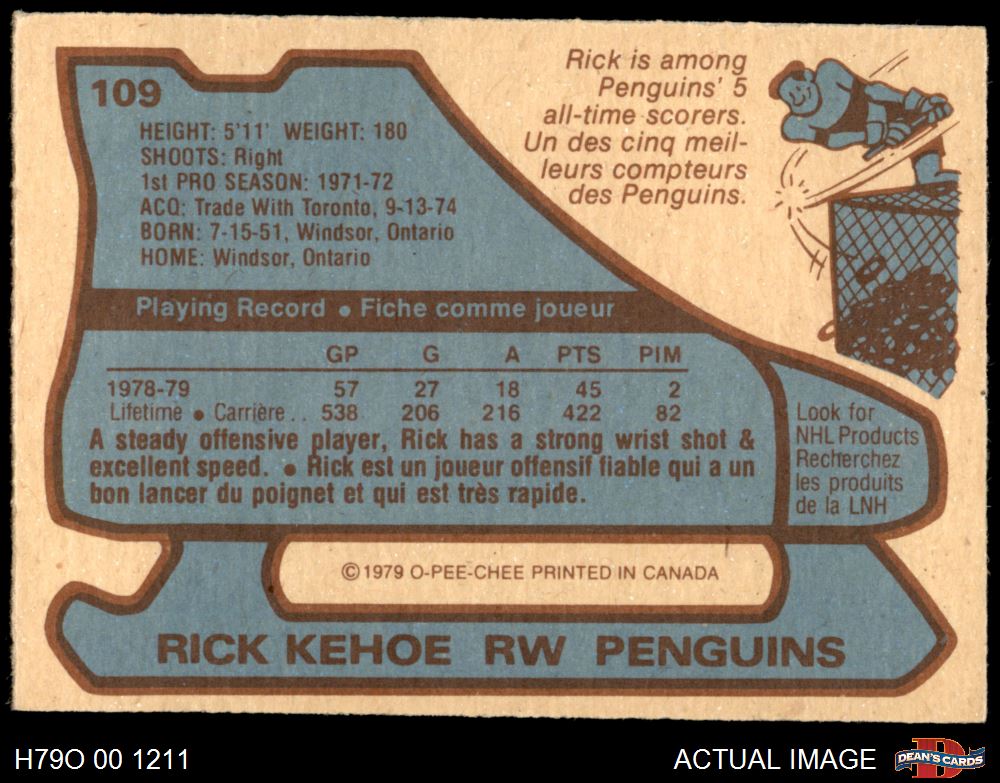 109
HEIGHT: 5'11' WEIGHT: 180
SHOOTS: Right
1st PRO SEASON: 1971-72
ACQ: Trade With Toronto, 9-13-74
BORN: 7-15-51, Windsor, Ontario
HOME: Windsor, Ontario
Rick is among
Penguins' 5
all-time scorers.
Un des cinq meil-
leurs compteurs
des Penguins.
Playing Record • Fiche comme joueur
GP G A PTS PIM
1978-79 57 27 18 45 2
Lifetime • Carrière . . 538 206 216 422 82
A steady offensive player, Rick has a strong wrist shot &
excellent speed. • Rick est un joueur offensif fiable qui a un
bon lancer du poignet et qui est très rapide.
Look for
NHL Products
Recherchez
les produits
de la LNH
© 1979 O-PEE-CHEE PRINTED IN CANADA
RICK KEHOE RW PENGUINS
H79O 00 1211
ACTUAL IMAGE
D
DEAN'S CARDS